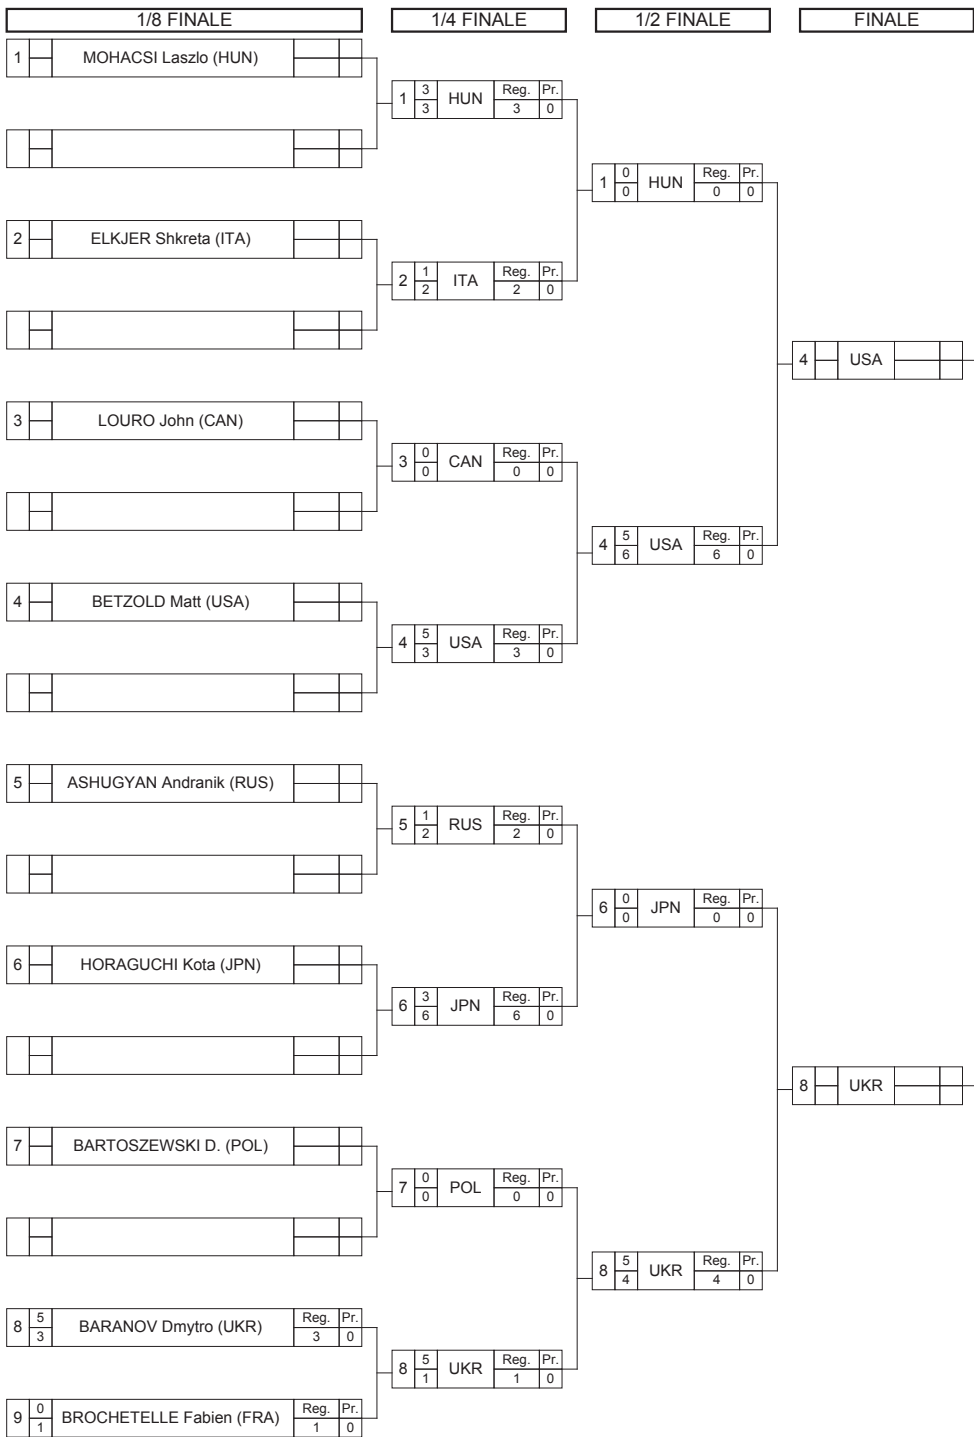 1/8 FINALE 1/4 FINALE 1/2 FINALE FINALE
1 MOHACSI Laszlo (HUN)
1 3 3 HUN Reg. 3 Pr. 0
1 0 0 HUN Reg. 0 Pr. 0
2 ELKJER Shkreta (ITA)
2 1 2 ITA Reg. 2 Pr. 0
4 USA
3 LOURO John (CAN)
3 0 0 CAN Reg. 0 Pr. 0
4 5 6 USA Reg. 6 Pr. 0
4 BETZOLD Matt (USA)
4 5 3 USA Reg. 3 Pr. 0
5 ASHUGYAN Andranik (RUS)
5 1 2 RUS Reg. 2 Pr. 0
6 0 0 JPN Reg. 0 Pr. 0
6 HORAGUCHI Kota (JPN)
6 3 6 JPN Reg. 6 Pr. 0
8 UKR
7 BARTOSZEWSKI D. (POL)
7 0 0 POL Reg. 0 Pr. 0
8 5 4 UKR Reg. 4 Pr. 0
8 5 3 BARANOV Dmytro (UKR) Reg. 3 Pr. 0
8 5 1 UKR Reg. 1 Pr. 0
9 0 1 BROCHETELLE Fabien (FRA) Reg. 1 Pr. 0